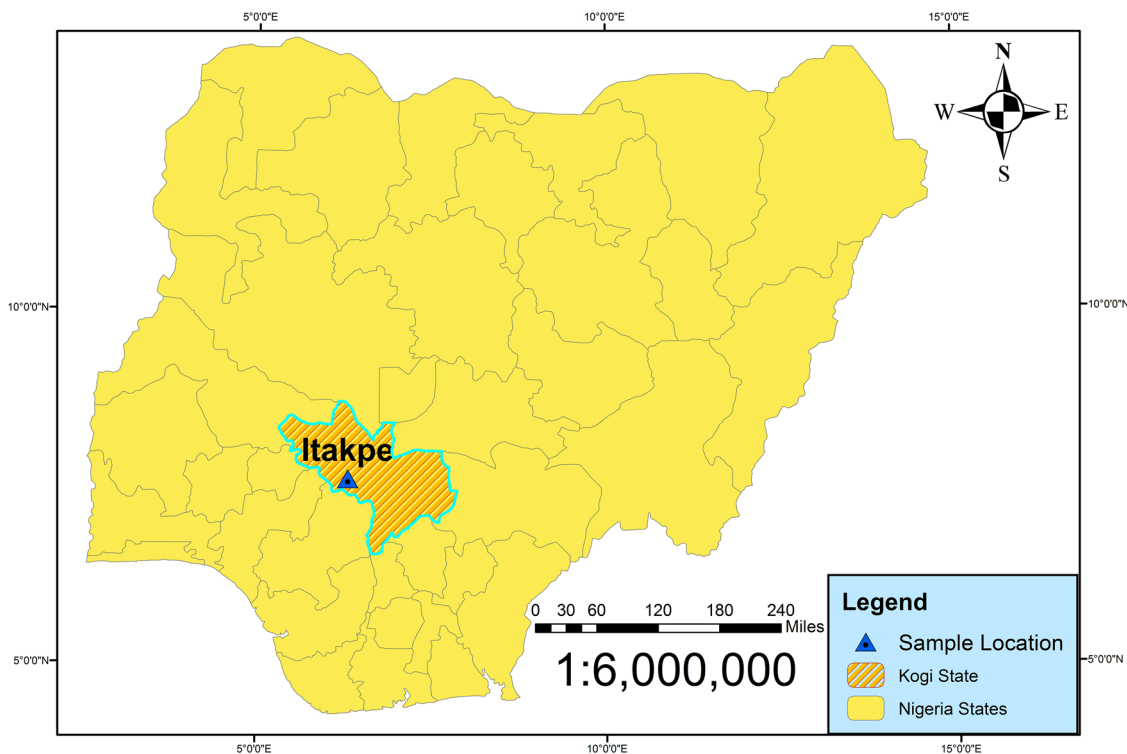 5°0'0"E 10°0'0"E 15°0'0"E
N
W E
S
10°0'0"N 10°0'0"N
Itakpe
0 30 60 120 180 240
Miles
1:6,000,000
Legend
Sample Location
Kogi State
Nigeria States
5°0'0"N 5°0'0"N
5°0'0"E 10°0'0"E 15°0'0"E